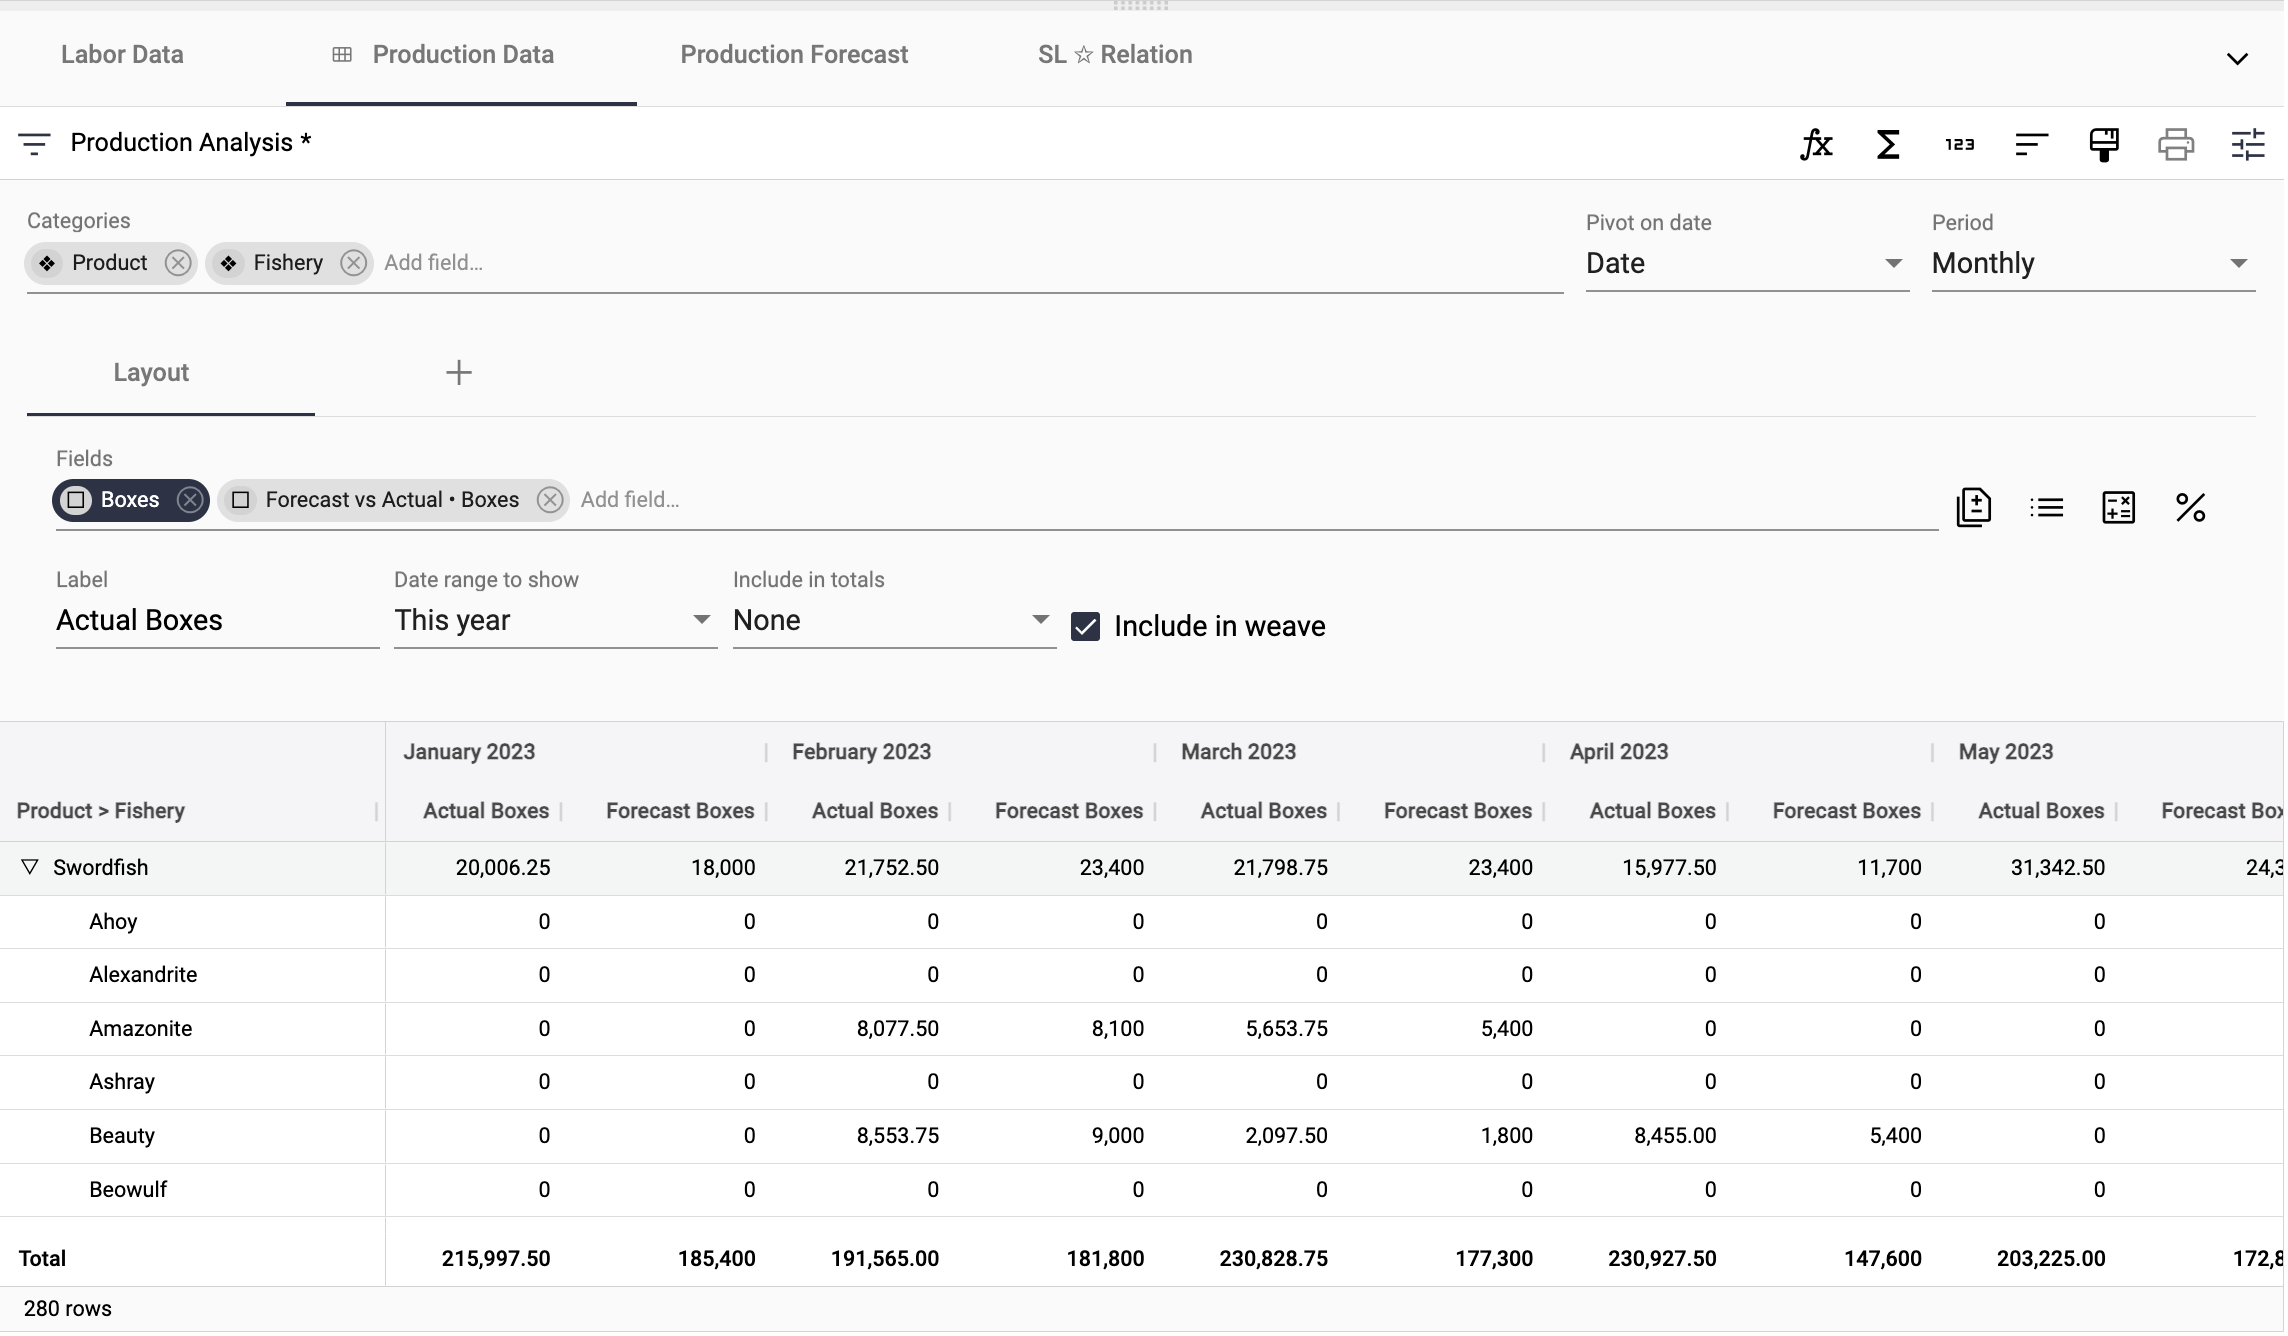 Labor Data Production Data Production Forecast SL ☆ Relation
Production Analysis *
123
Categories Pivot on date Period
Product Fishery Add field... Date Monthly
Layout +
Fields
Boxes Forecast vs Actual • Boxes Add field...
Label Date range to show Include in totals
Actual Boxes This year None Include in weave
January 2023 February 2023 March 2023 April 2023 May 2023
Product > Fishery Actual Boxes Forecast Boxes Actual Boxes Forecast Boxes Actual Boxes Forecast Boxes Actual Boxes Forecast Boxes Actual Boxes Forecast Box
Swordfish 20,006.25 18,000 21,752.50 23,400 21,798.75 23,400 15,977.50 11,700 31,342.50 24,3
Ahoy 0 0 0 0 0 0 0 0 0
Alexandrite 0 0 0 0 0 0 0 0 0
Amazonite 0 0 8,077.50 8,100 5,653.75 5,400 0 0 0
Ashray 0 0 0 0 0 0 0 0 0
Beauty 0 0 8,553.75 9,000 2,097.50 1,800 8,455.00 5,400 0
Beowulf 0 0 0 0 0 0 0 0 0
Total 215,997.50 185,400 191,565.00 181,800 230,828.75 177,300 230,927.50 147,600 203,225.00 172,8
280 rows